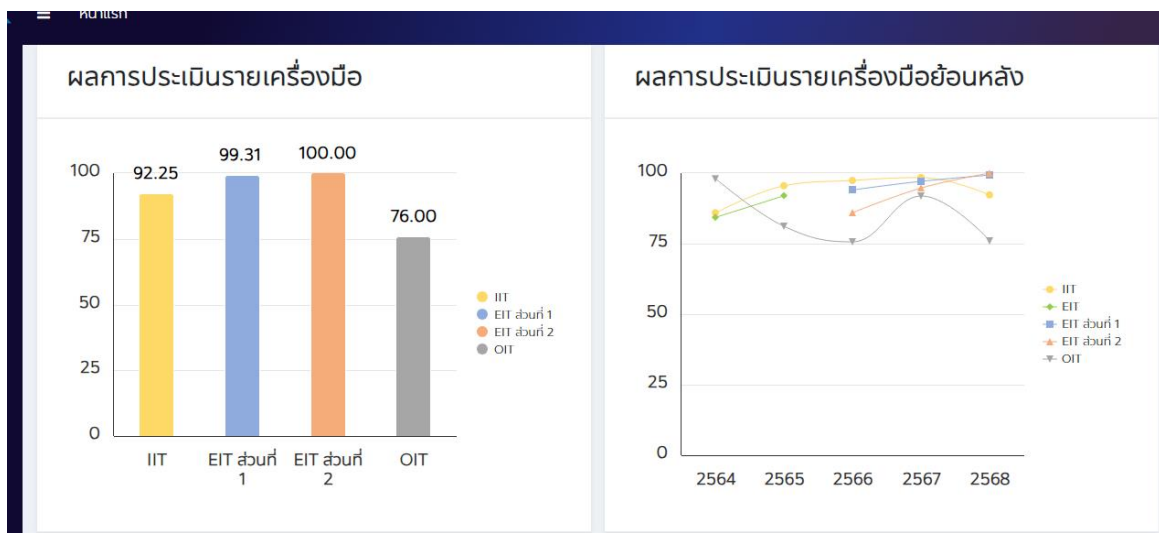 หน้าแรก
ผลการประเมินรายเครื่องมือ
100
75
50
25
0
92.25
99.31
100.00
76.00
IIT
EIT ส่วนที่
1
EIT ส่วนที่
2
OIT
IIT
EIT ส่วนที่ 1
EIT ส่วนที่ 2
OIT
ผลการประเมินรายเครื่องมือย้อนหลัง
100
75
50
25
0
2564 2565 2566 2567 2568
IIT
EIT
EIT ส่วนที่ 1
EIT ส่วนที่ 2
OIT